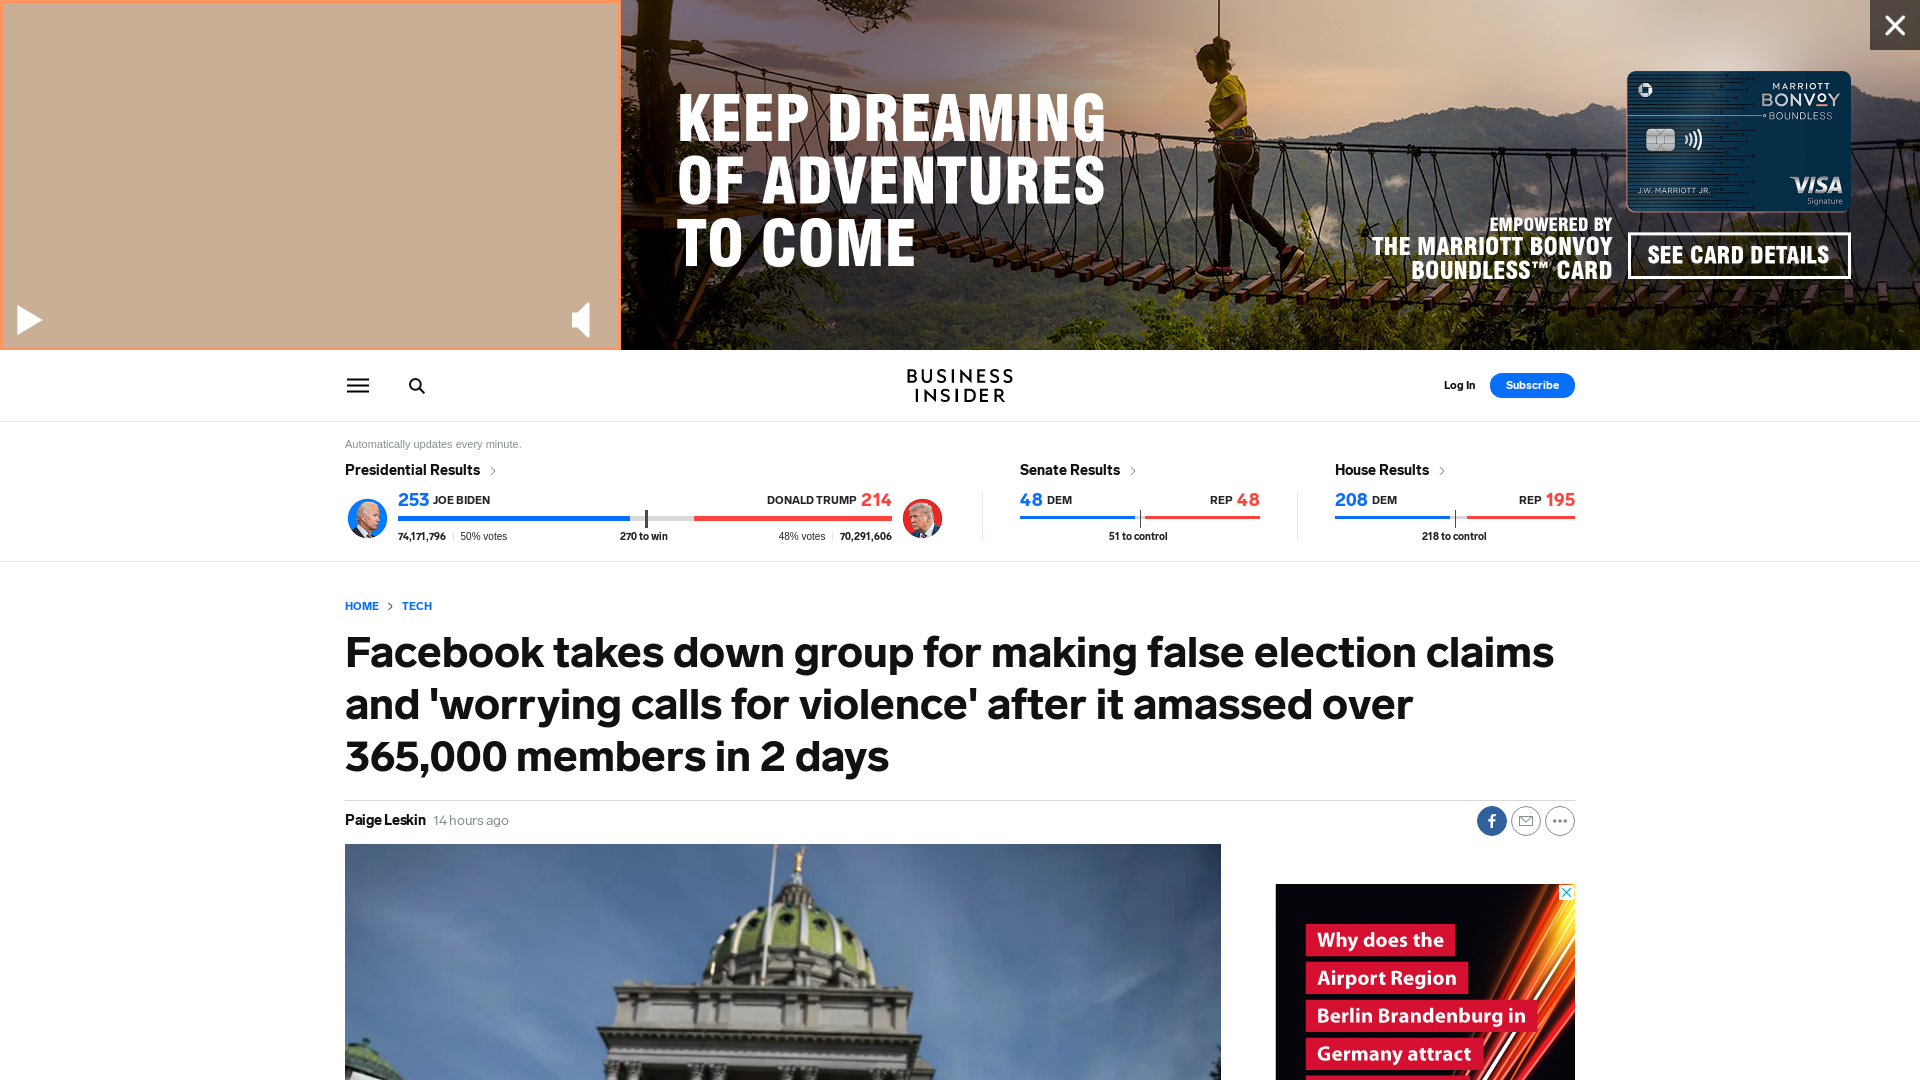 KEEP DREAMING
OF ADVENTURES
TO COME
MARRIOTT
BONVOY
BOUNDLESS
J.W. MARRIOTT JR.
VISA
Signature
EMPOWERED BY
THE MARRIOTT BONVOY
BOUNDLESS™ CARD
SEE CARD DETAILS
BUSINESS
INSIDER
Log In
Subscribe
Automatically updates every minute.
Presidential Results
253 JOE BIDEN
DONALD TRUMP 214
74,171,796 50% votes
270 to win
48% votes 70,291,606
Senate Results
48 DEM
REP 48
51 to control
House Results
208 DEM
REP 195
218 to control
HOME > TECH
Facebook takes down group for making false election claims
and 'worrying calls for violence' after it amassed over
365,000 members in 2 days
Paige Leskin 14 hours ago
Why does the
Airport Region
Berlin Brandenburg in
Germany attract